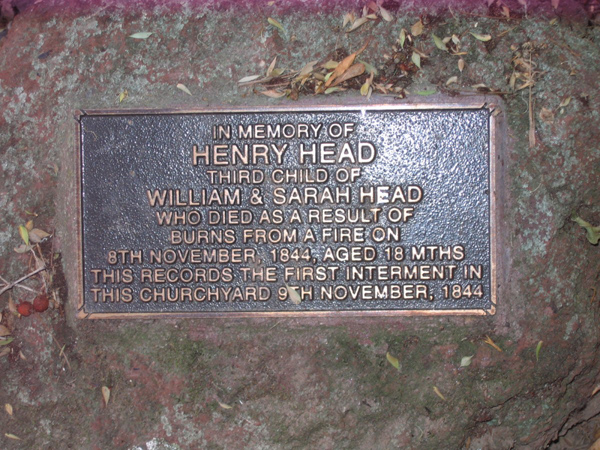 IN MEMORY OF
HENRY HEAD
THIRD CHILD OF
WILLIAM & SARAH HEAD
WHO DIED AS A RESULT OF
BURNS FROM A FIRE ON
8TH NOVEMBER, 1844, AGED 18 MTHS
THIS RECORDS THE FIRST INTERMENT IN
THIS CHURCHYARD 9TH NOVEMBER, 1844